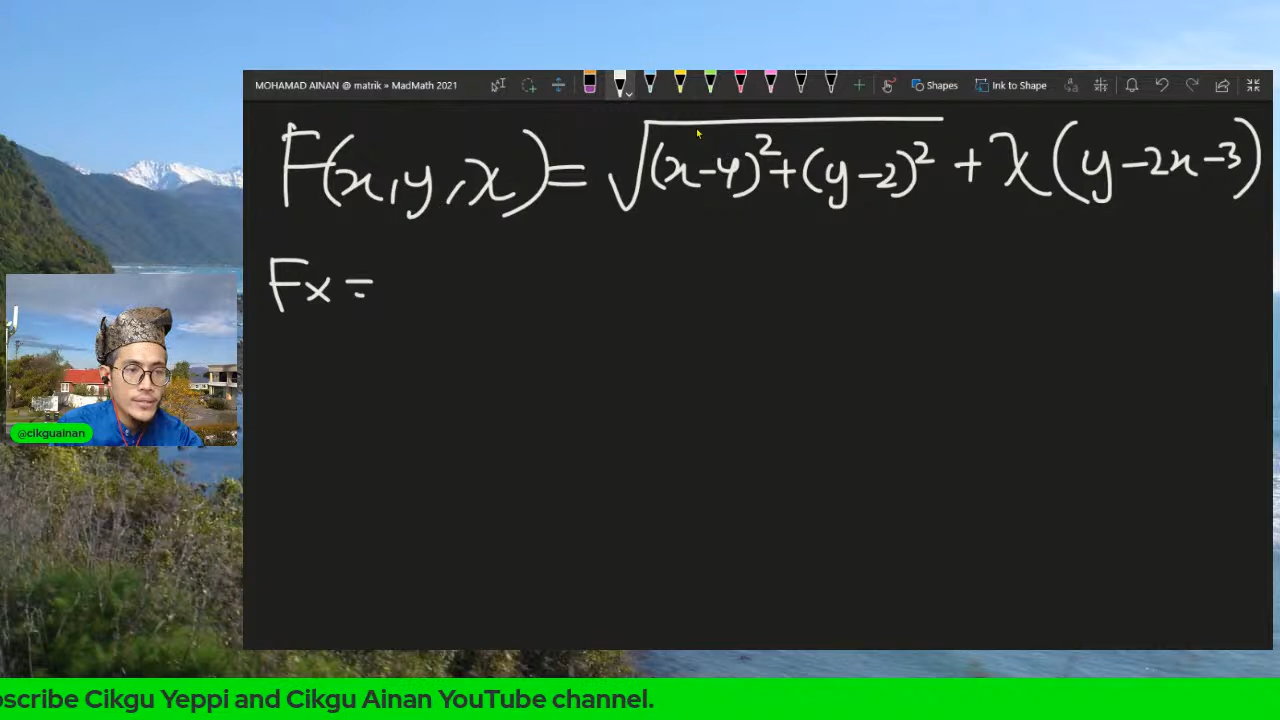 MOHAMAD AINAN @ matrik » MadMath 2021
Shapes
Ink to Shape
F(x,y,λ)=√(x-4)²+(y-2)² + λ(y-2x-3)
Fx =
@cikguainan
bscribe Cikgu Yeppi and Cikgu Ainan YouTube channel.